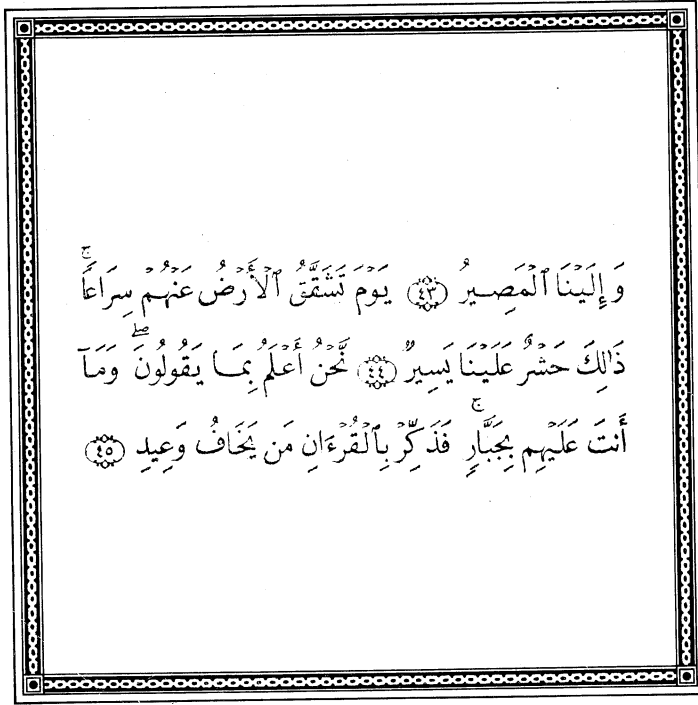 وَإِلَيْنَا ٱلْمَصِيرُ ﴿٤٣﴾ يَوْمَ تَشَقَّقُ ٱلْأَرْضُ عَنْهُمْ سِرَاعًا ۚ
ذَٰلِكَ حَشْرٌ عَلَيْنَا يَسِيرٌ ﴿٤٤﴾ نَّحْنُ أَعْلَمُ بِمَا يَقُولُونَ ۖ وَمَآ
أَنتَ عَلَيْهِم بِجَبَّارٍ ۚ فَذَكِّرْ بِٱلْقُرْءَانِ مَن يَخَافُ وَعِيدِ ﴿٤٥﴾